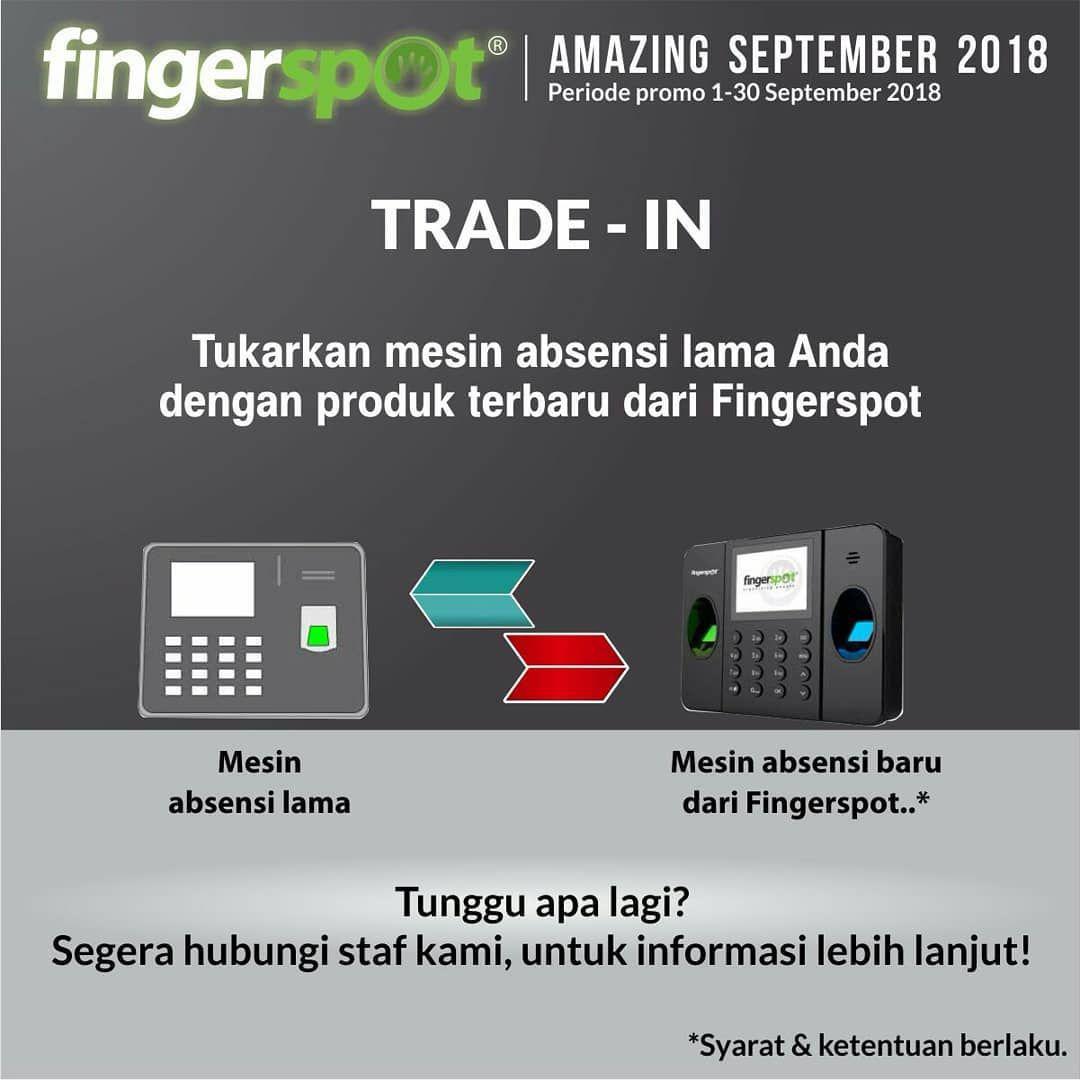 fingerspot® | AMAZING SEPTEMBER 2018
Periode promo 1-30 September 2018
TRADE - IN
Tukarkan mesin absensi lama Anda
dengan produk terbaru dari Fingerspot
fingerspot
fingerspot
Mesin
absensi lama
Mesin absensi baru
dari Fingerspot..*
Tunggu apa lagi?
Segera hubungi staf kami, untuk informasi lebih lanjut!
*Syarat & ketentuan berlaku.